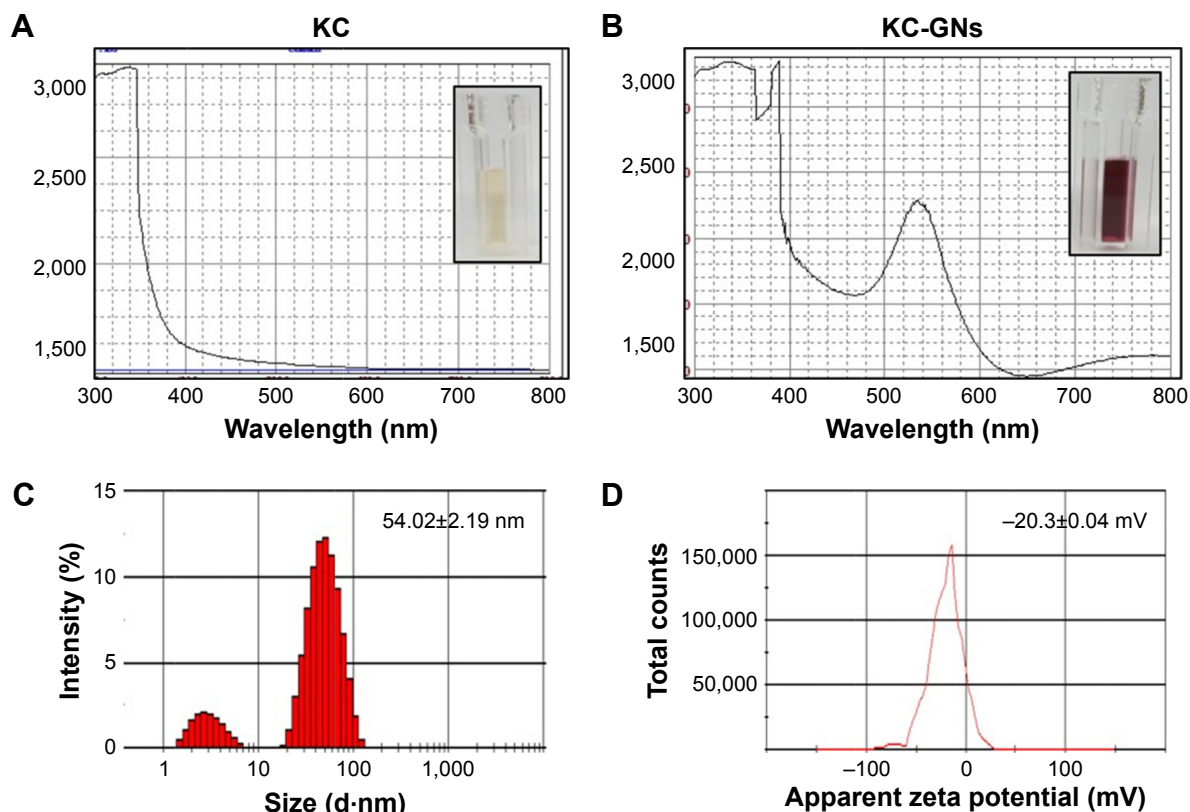 A
KC
3,000
2,500
2,000
1,500
300 400 500 600 700 800
Wavelength (nm)
B
KC-GNs
3,000
2,500
2,000
1,500
300 400 500 600 700 800
Wavelength (nm)
C
54.02±2.19 nm
15
10
5
0
Intensity (%)
1 10 100 1,000
Size (d·nm)
D
–20.3±0.04 mV
150,000
100,000
50,000
Total counts
–100 0 100
Apparent zeta potential (mV)